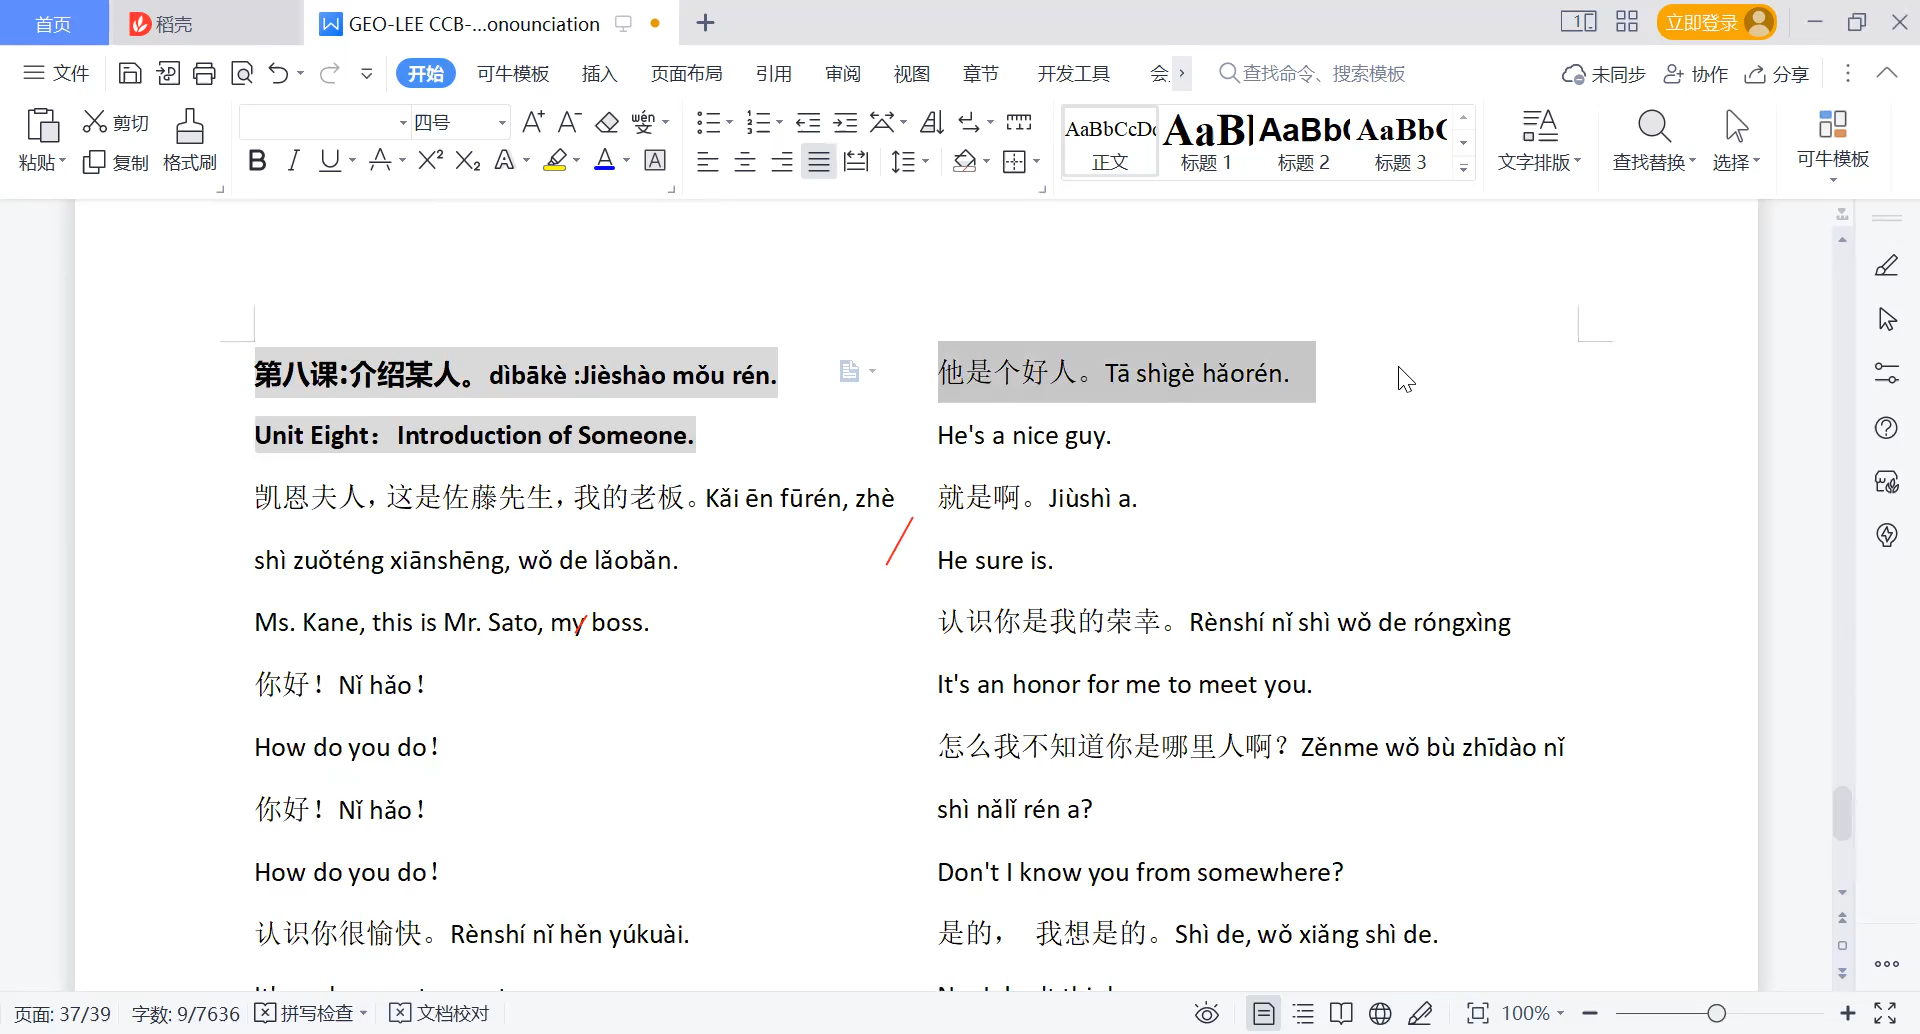 首页
稻壳
GEO-LEE CCB-...onounciation
立即登录
文件
开始
可牛模板
插入
页面布局
引用
审阅
视图
章节
开发工具
查找命令、搜索模板
未同步
协作
分享
粘贴
剪切
复制
格式刷
四号
AaBbCcDd
正文
AaBl
标题 1
AaBb(
标题 2
AaBb(
标题 3
文字排版
查找替换
选择
可牛模板
第八课:介绍某人。dìbākè :Jièshào mǒu rén.
Unit Eight：Introduction of Someone.
凯恩夫人，这是佐藤先生，我的老板。Kǎi ēn fūrén, zhè
shì zuǒténg xiānshēng, wǒ de lǎobǎn.
Ms. Kane, this is Mr. Sato, my boss.
你好！Nǐ hǎo！
How do you do！
你好！Nǐ hǎo！
How do you do！
认识你很愉快。Rènshí nǐ hěn yúkuài.
他是个好人。Tā shìgè hǎorén.
He's a nice guy.
就是啊。Jiùshì a.
He sure is.
认识你是我的荣幸。Rènshí nǐ shì wǒ de róngxìng
It's an honor for me to meet you.
怎么我不知道你是哪里人啊？Zěnme wǒ bù zhīdào nǐ
shì nǎlǐ rén a?
Don't I know you from somewhere?
是的， 我想是的。Shì de, wǒ xiǎng shì de.
页面: 37/39
字数: 9/7636
拼写检查
文档校对
100%